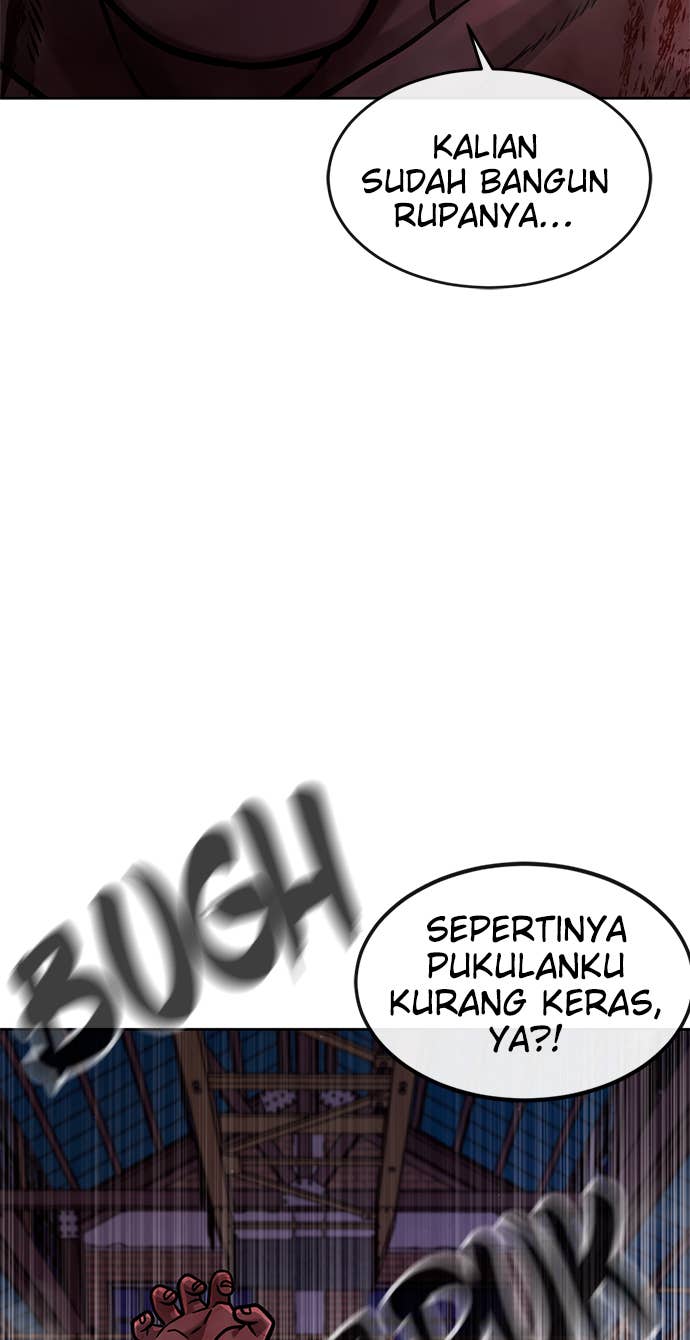 KALIAN
SUDAH BANGUN
RUPANYA...
BUGH
SEPERTINYA
PUKULANKU
KURANG KERAS,
YA?!